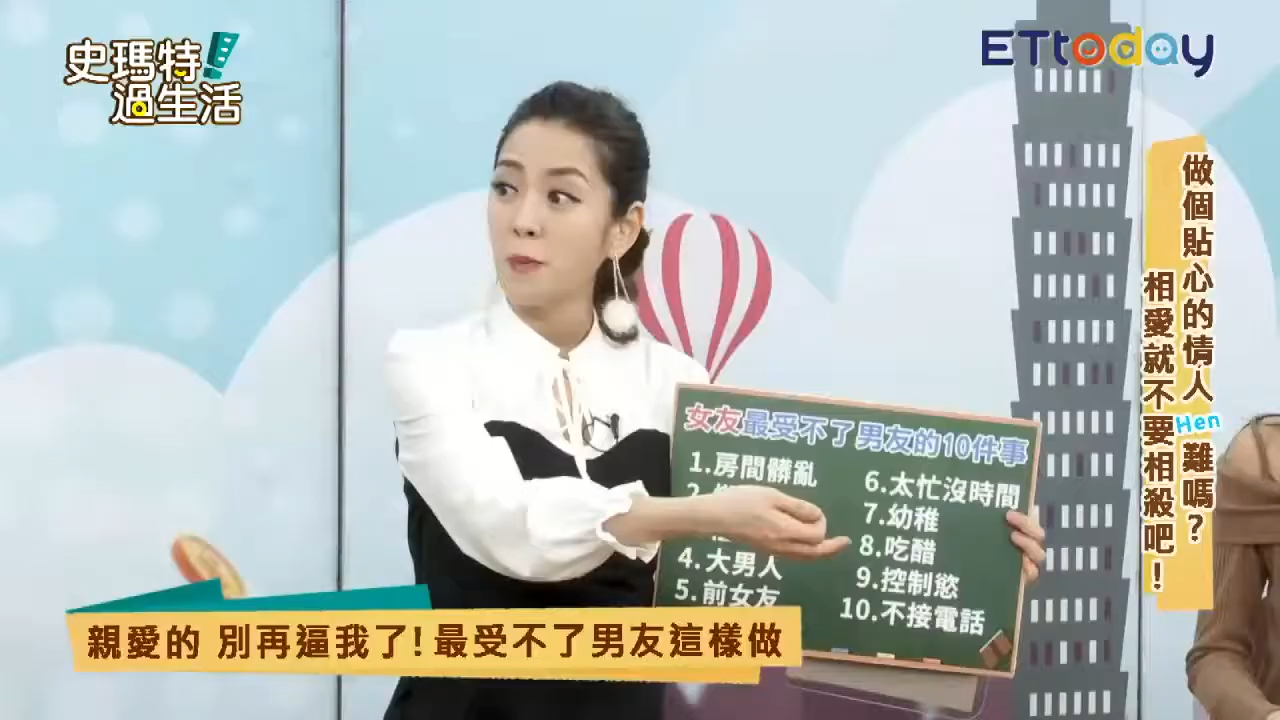 史瑪特!
過生活
ETtoday
做個貼心的情人Hen難嗎?
相愛就不要相殺吧!
女友最受不了男友的10件事
1.房間髒亂
2.
4.大男人
5.前女友
6.太忙沒時間
7.幼稚
8.吃醋
9.控制慾
10.不接電話
親愛的 別再逼我了!最受不了男友這樣做